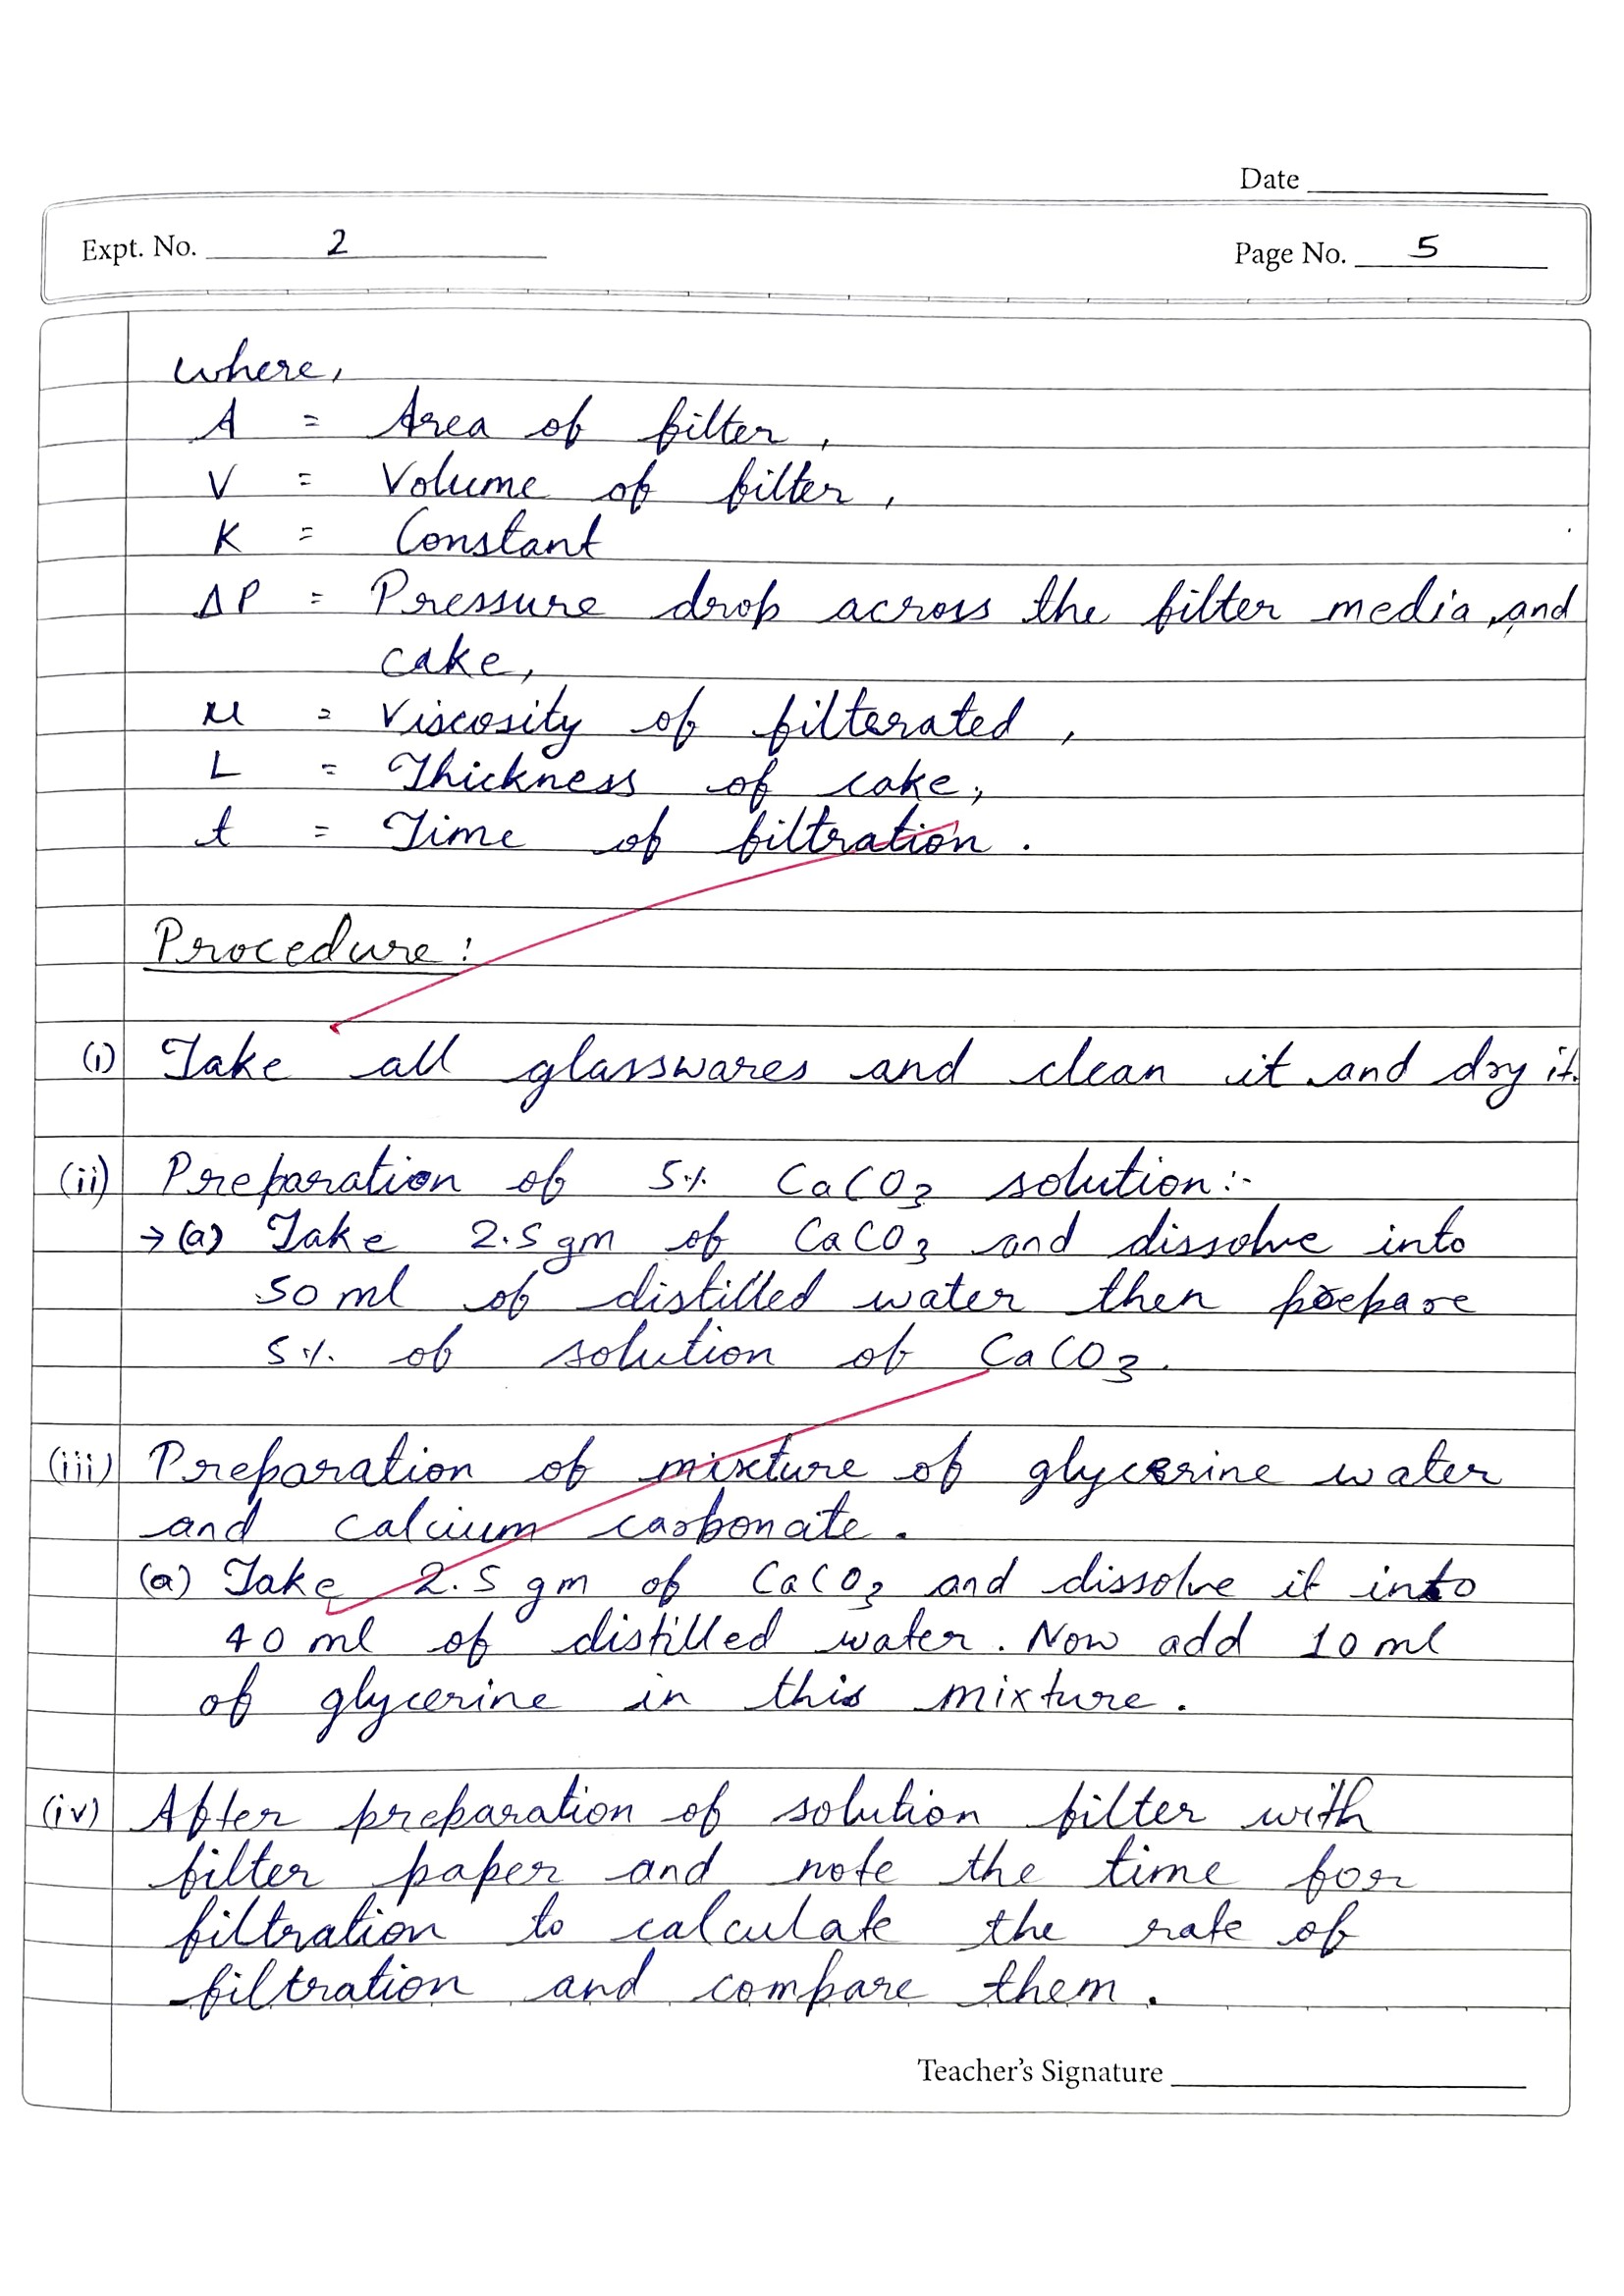 Date
Expt. No. 2
Page No. 5
where,
A = Area of filter,
V = Volume of filter,
K = Constant
ΔP = Pressure drop across the filter media, and
cake,
μ = Viscosity of filterated,
L = Thickness of cake,
t = Time of filtration.
Procedure:
(i) Take all glasswares and clean it and dry it.
(ii) Preparation of 5% CaCO₃ solution:-
→ (a) Take 2.5 gm of CaCO₃ and dissolve into
50 ml of distilled water then prepare
5% of solution of CaCO₃.
(iii) Preparation of mixture of glycerine water
and calcium carbonate.
(a) Take 2.5 gm of CaCO₃ and dissolve it into
40 ml of distilled water. Now add 10 ml
of glycerine in this mixture.
(iv) After preparation of solution filter with
filter paper and note the time for
filtration to calculate the rate of
filtration and compare them.
Teacher's Signature